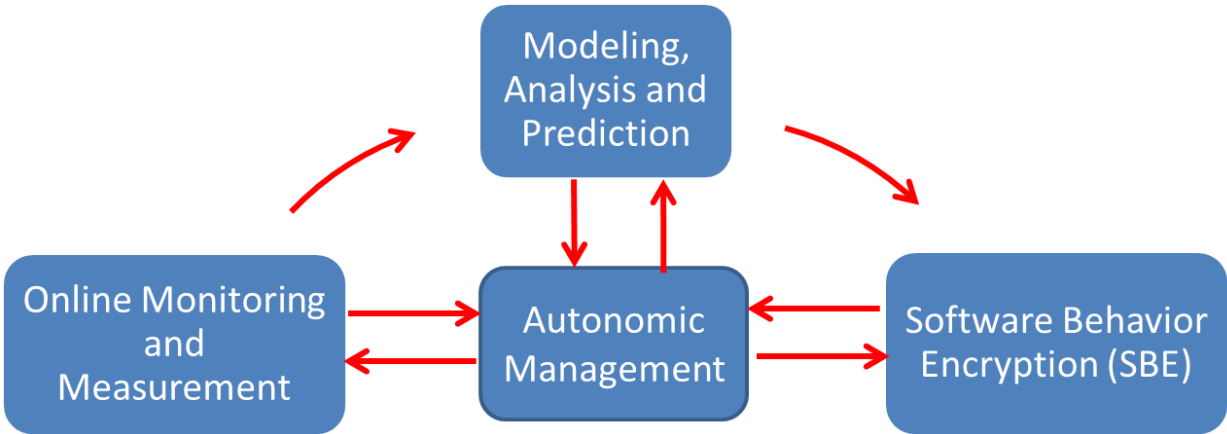 Modeling,
Analysis and
Prediction
Online Monitoring
and
Measurement
Autonomic
Management
Software Behavior
Encryption (SBE)